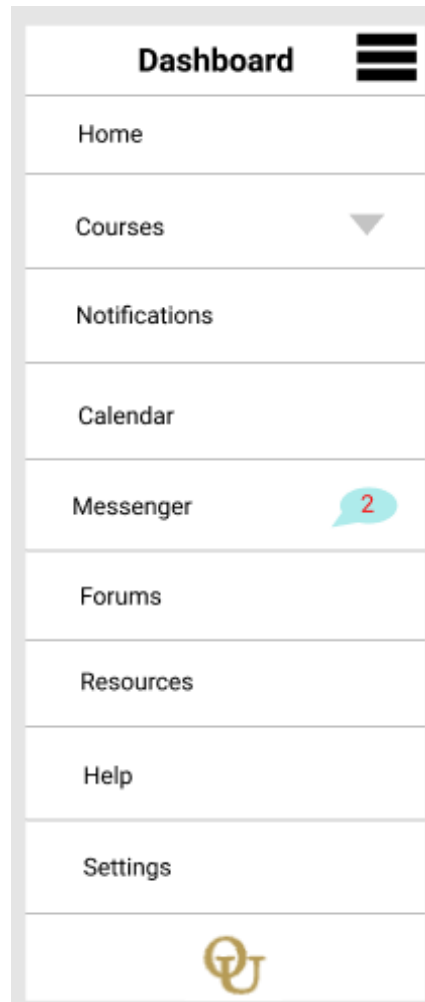 Dashboard
Home
Courses
Notifications
Calendar
Messenger
2
Forums
Resources
Help
Settings
OU